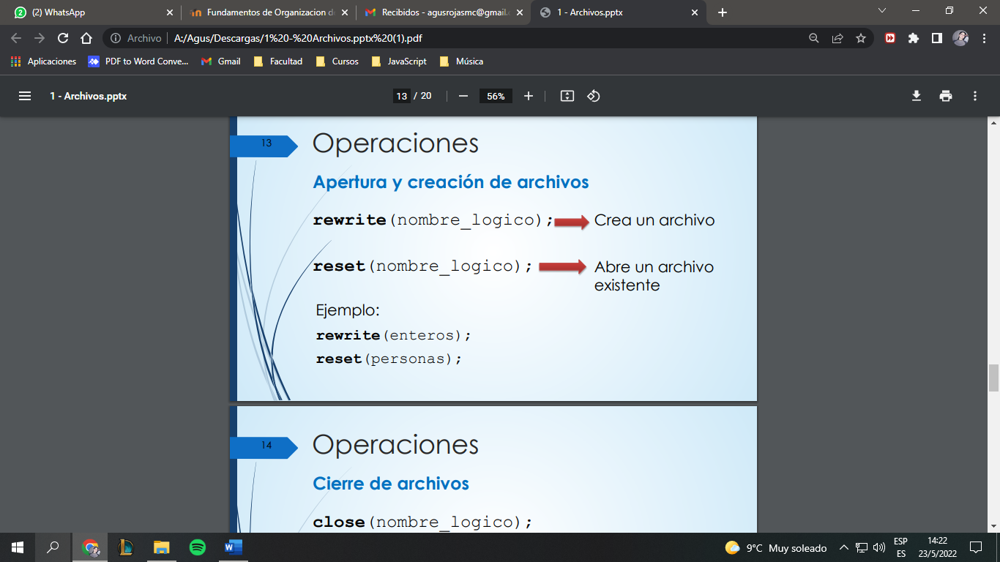 (2) WhatsApp
Fundamentos de Organizacion d
Recibidos - agusrojasmc@gmail.
1 - Archivos.pptx
Archivo
A:/Agus/Descargas/1%20-%20Archivos.pptx%20(1).pdf
Aplicaciones
PDF to Word Conve...
Gmail
Facultad
Cursos
JavaScript
Música
1 - Archivos.pptx
13 / 20
56%
13
Operaciones
Apertura y creación de archivos
rewrite(nombre_logico);
Crea un archivo
reset(nombre_logico);
Abre un archivo
existente
Ejemplo:
rewrite(enteros);
reset(personas);
14
Operaciones
Cierre de archivos
close(nombre_logico);
9°C Muy soleado
ESP
ES
14:22
23/5/2022